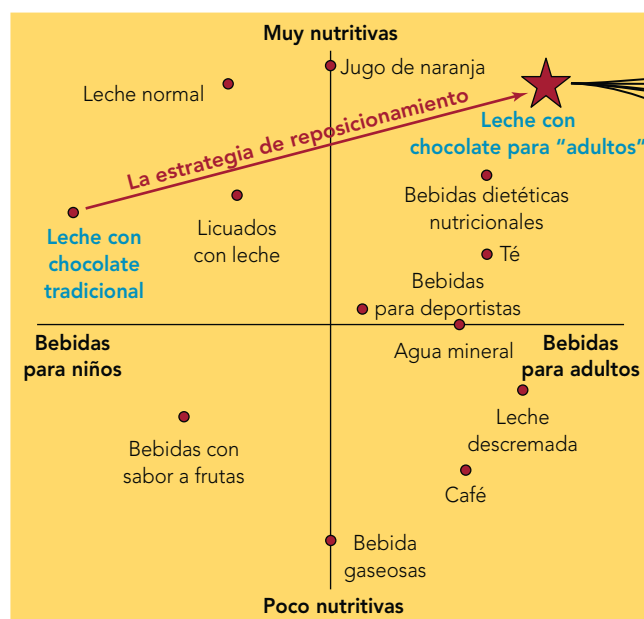 Muy nutritivas
Jugo de naranja
Leche normal
La estrategia de reposicionamiento
Leche con
chocolate para “adultos”
Bebidas dietéticas
nutricionales
Licuados
con leche
Leche con
chocolate
tradicional
Té
Bebidas
para deportistas
Bebidas
para niños
Agua mineral
Bebidas
para adultos
Leche
descremada
Bebidas con
sabor a frutas
Café
Bebida
gaseosas
Poco nutritivas